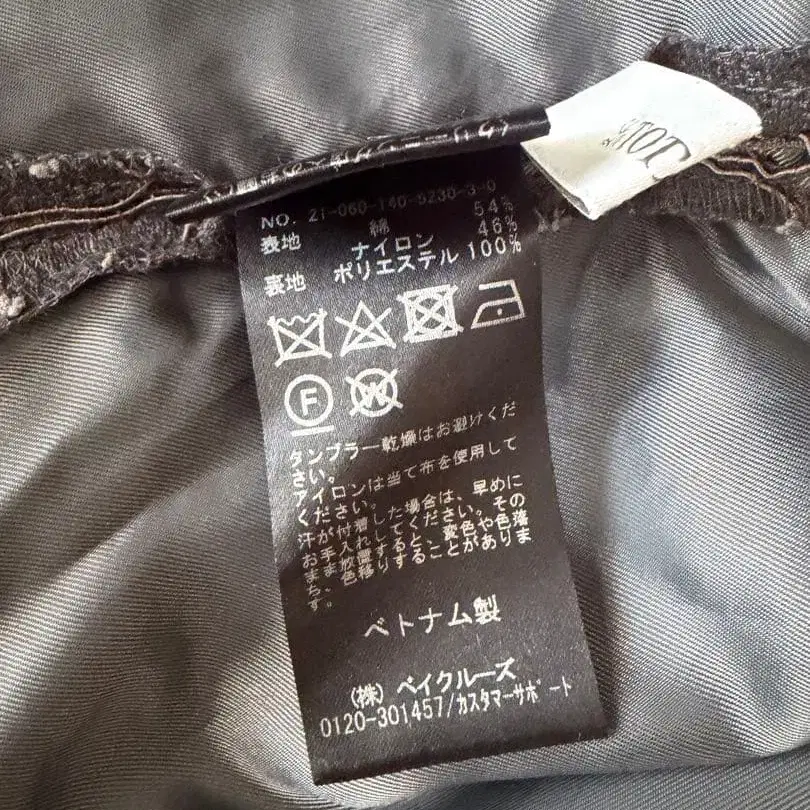 NO. 21-060-140-5230-3-0
表地 綿 54%
ナイロン 46%
裏地 ポリエステル 100%
F
W
タンブラー乾燥はお避けくだ
さい。
アイロンは当て布を使用して
ください。
汗が付着した場合は、早めに
お手入れしてください。その
まま放置すると、変色や色落
ち、色移りすることがありま
す。
ベトナム製
(株) ベイクルーズ
0120-301457/カスタマーサポート